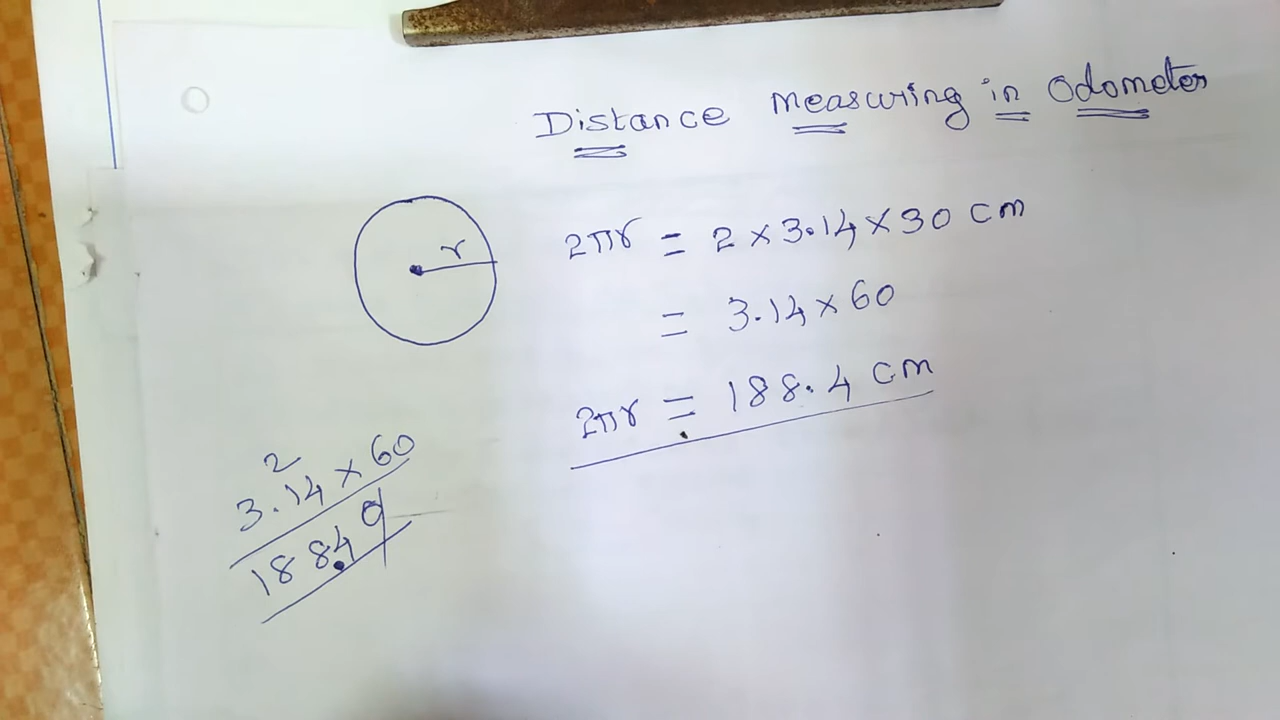 Distance measuring in Odometer
r
2πr = 2 × 3.14 × 30 cm
= 3.14 × 60
2πr = 188.4 cm
2
3.14 × 60
188.40